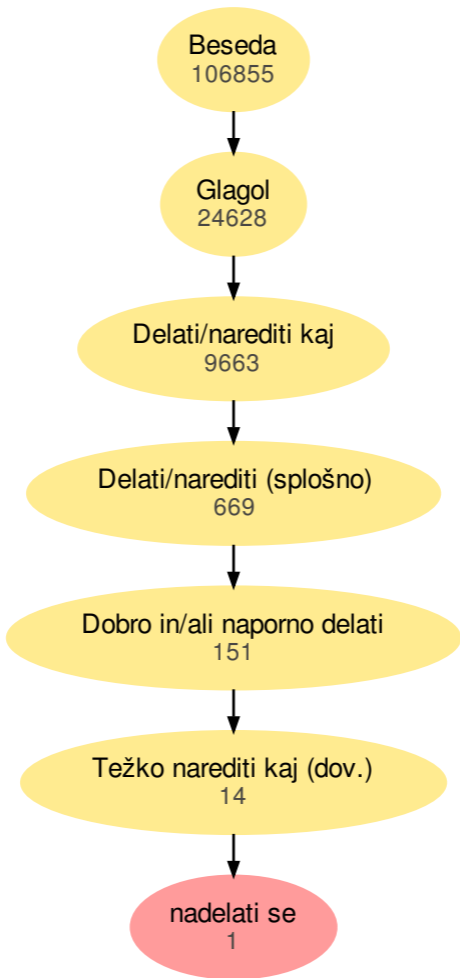 Beseda
106855
Glagol
24628
Delati/narediti kaj
9663
Delati/narediti (splošno)
669
Dobro in/ali naporno delati
151
Težko narediti kaj (dov.)
14
nadelati se
1